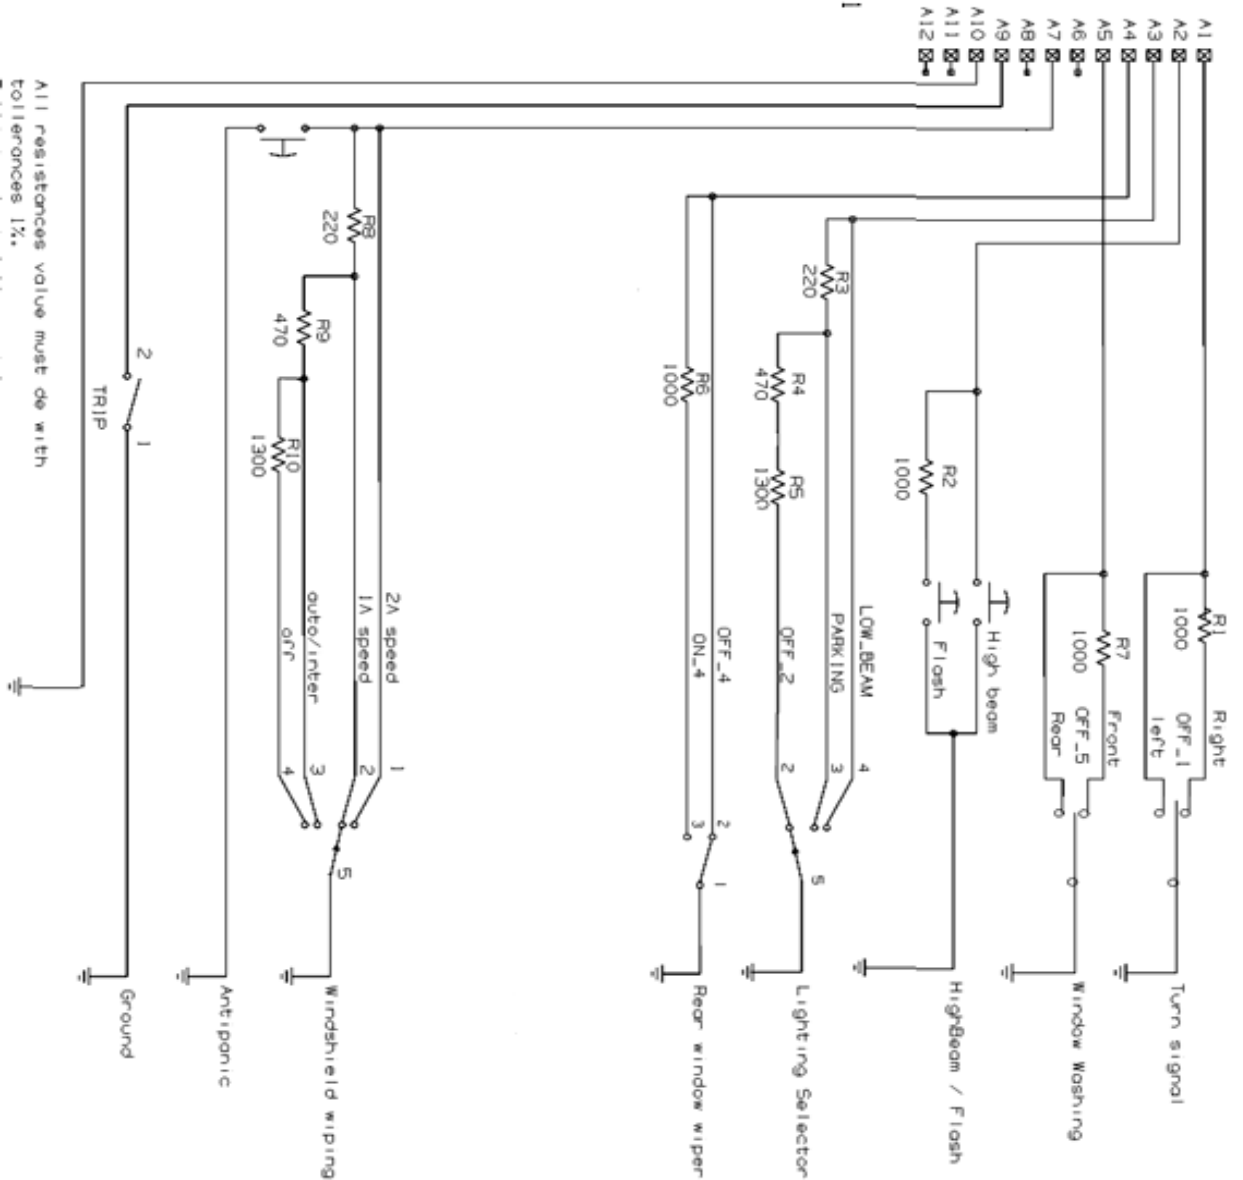 A1
A2
A3
A4
A5
A6
A7
A8
A9
A10
A11
A12
1
R1
1000
Right
OFF_1
left
Turn signal
R7
1000
Front
OFF_5
Rear
Window Washing
R2
1000
High beam
Flash
HighBeam / Flash
R3
220
R4
470
R5
1300
LOW_BEAM
PARKING
OFF_2
4
3
2
5
Lighting Selector
R6
1000
OFF_4
ON_4
2
3
1
Rear window wiper
R8
220
R9
470
R10
1300
2^ speed
1^ speed
auto/inter
off
1
2
3
4
5
Windshield wiping
Antipanic
2
1
TRIP
Ground
All resistances value must de with
tollerances 1%.